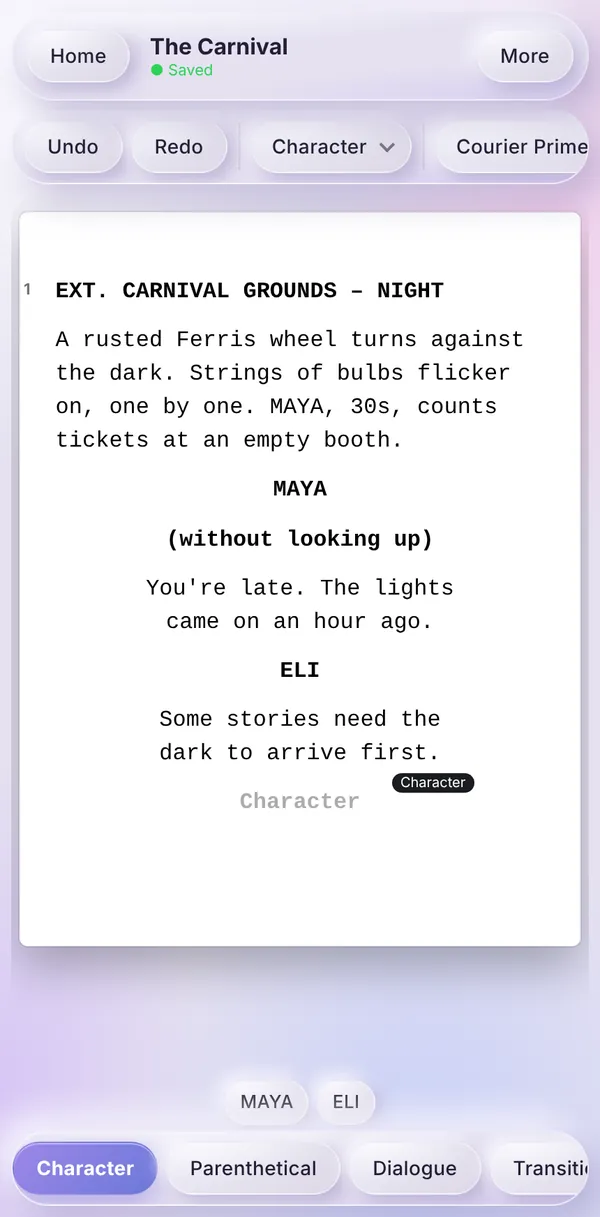 Home
The Carnival
Saved
More
Undo
Redo
Character
Courier Prime
1
EXT. CARNIVAL GROUNDS – NIGHT
A rusted Ferris wheel turns against
the dark. Strings of bulbs flicker
on, one by one. MAYA, 30s, counts
tickets at an empty booth.
MAYA
(without looking up)
You're late. The lights
came on an hour ago.
ELI
Some stories need the
dark to arrive first.
Character
Character
MAYA
ELI
Character
Parenthetical
Dialogue